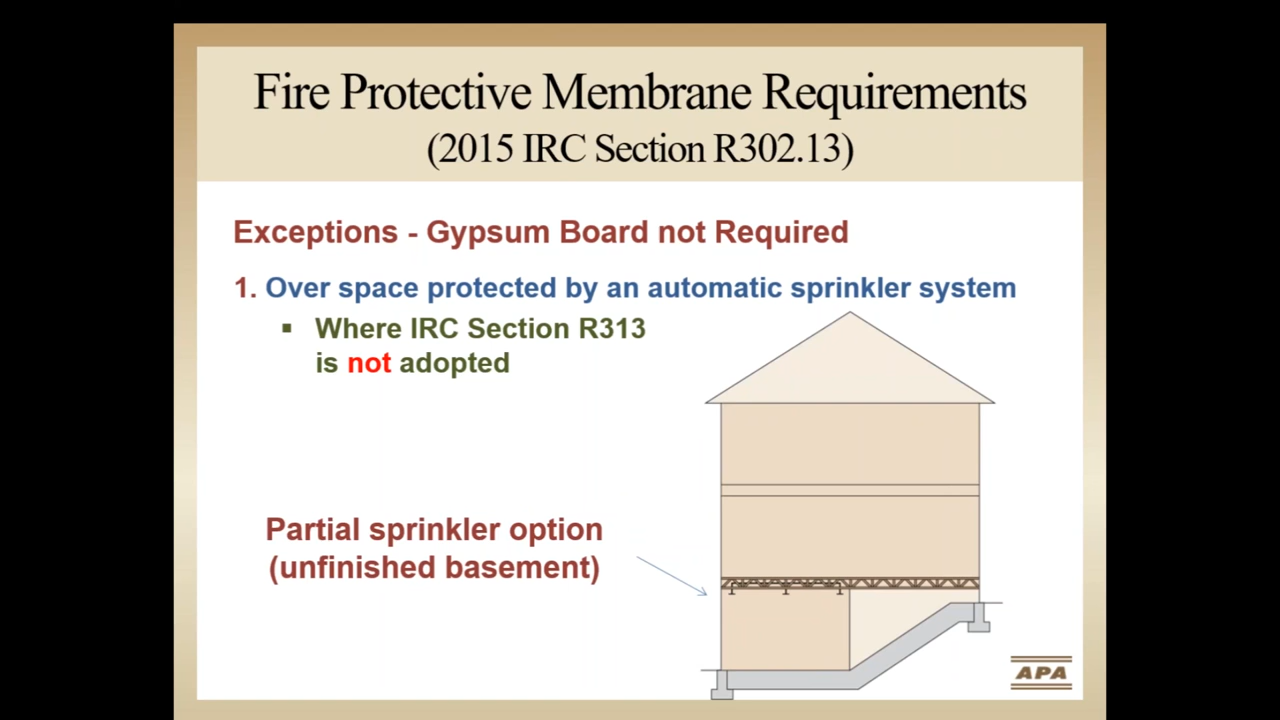 Fire Protective Membrane Requirements
(2015 IRC Section R302.13)
Exceptions - Gypsum Board not Required
1. Over space protected by an automatic sprinkler system
▪ Where IRC Section R313
is not adopted
Partial sprinkler option
(unfinished basement)
APA